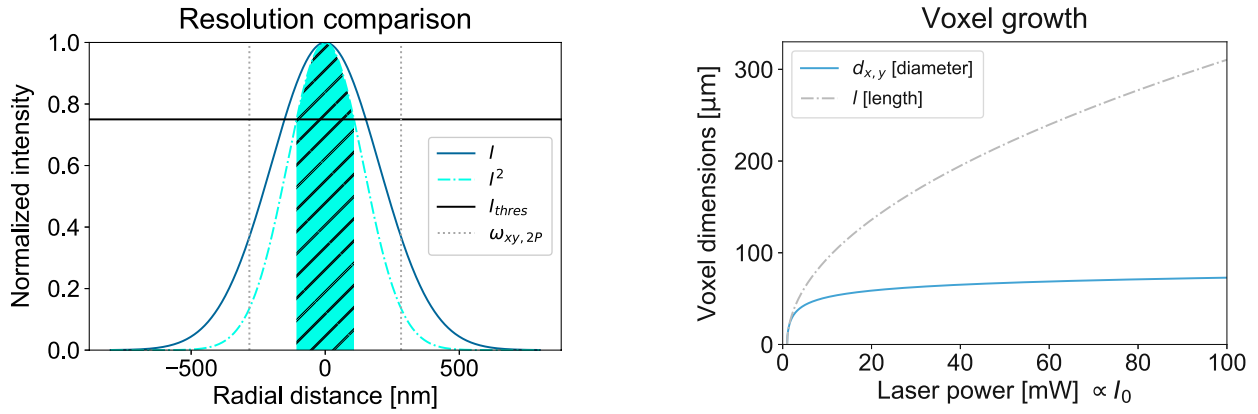 Resolution comparison
Normalized intensity
1.0
0.8
0.6
0.4
0.2
0.0
I
I²
I_thres
ω_xy, 2P
−500
0
500
Radial distance [nm]
Voxel growth
Voxel dimensions [µm]
300
200
100
0
d_x, y [diameter]
l [length]
0
20
40
60
80
100
Laser power [mW] ∝ I₀